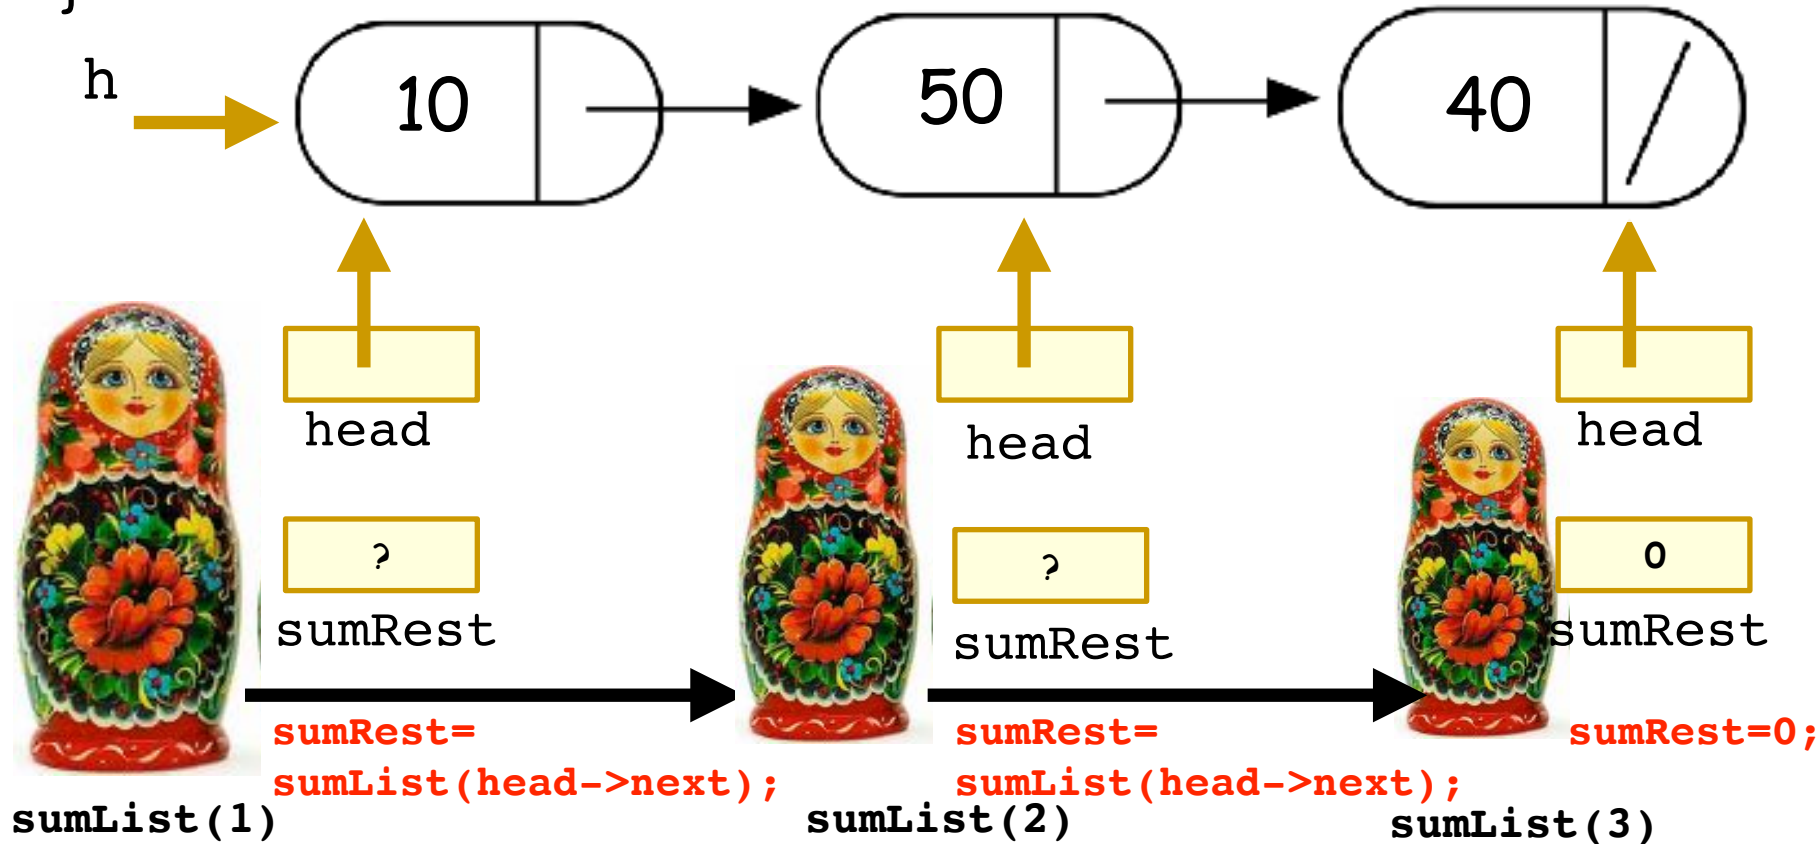 }
h
10
50
40
head
head
head
?
?
0
sumRest
sumRest
sumRest
sumRest=
sumList(head->next);
sumRest=
sumList(head->next);
sumRest=0;
sumList(1)
sumList(2)
sumList(3)